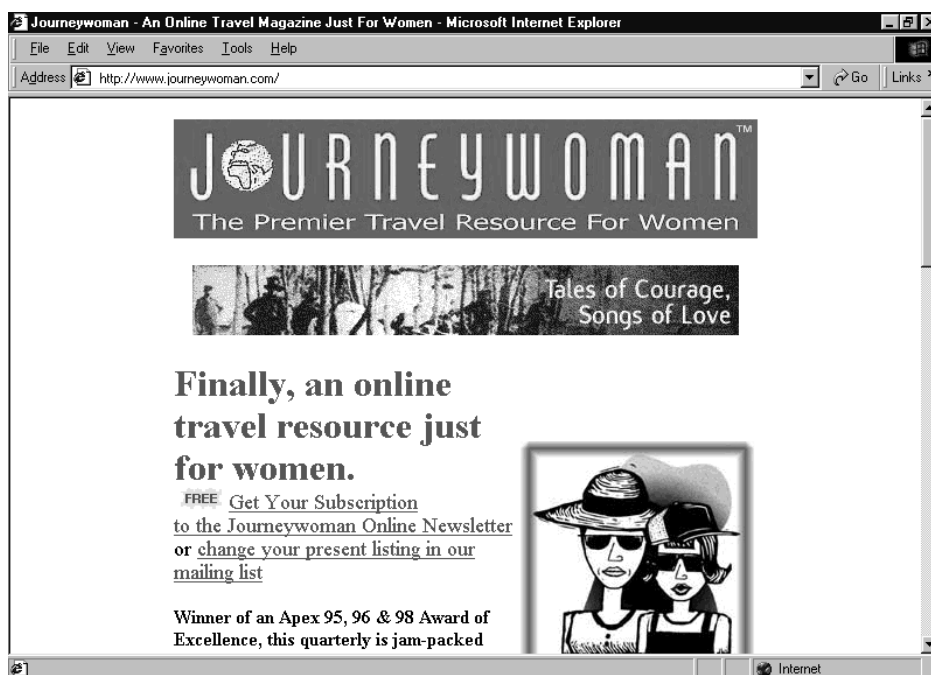 Journeywoman - An Online Travel Magazine Just For Women - Microsoft Internet Explorer
File Edit View Favorites Tools Help
Address http://www.journeywoman.com/ Go Links
JOURNEYWOMAN™
The Premier Travel Resource For Women
Tales of Courage,
Songs of Love
Finally, an online
travel resource just
for women.
FREE Get Your Subscription
to the Journeywoman Online Newsletter
or change your present listing in our
mailing list
Winner of an Apex 95, 96 & 98 Award of
Excellence, this quarterly is jam-packed
Internet